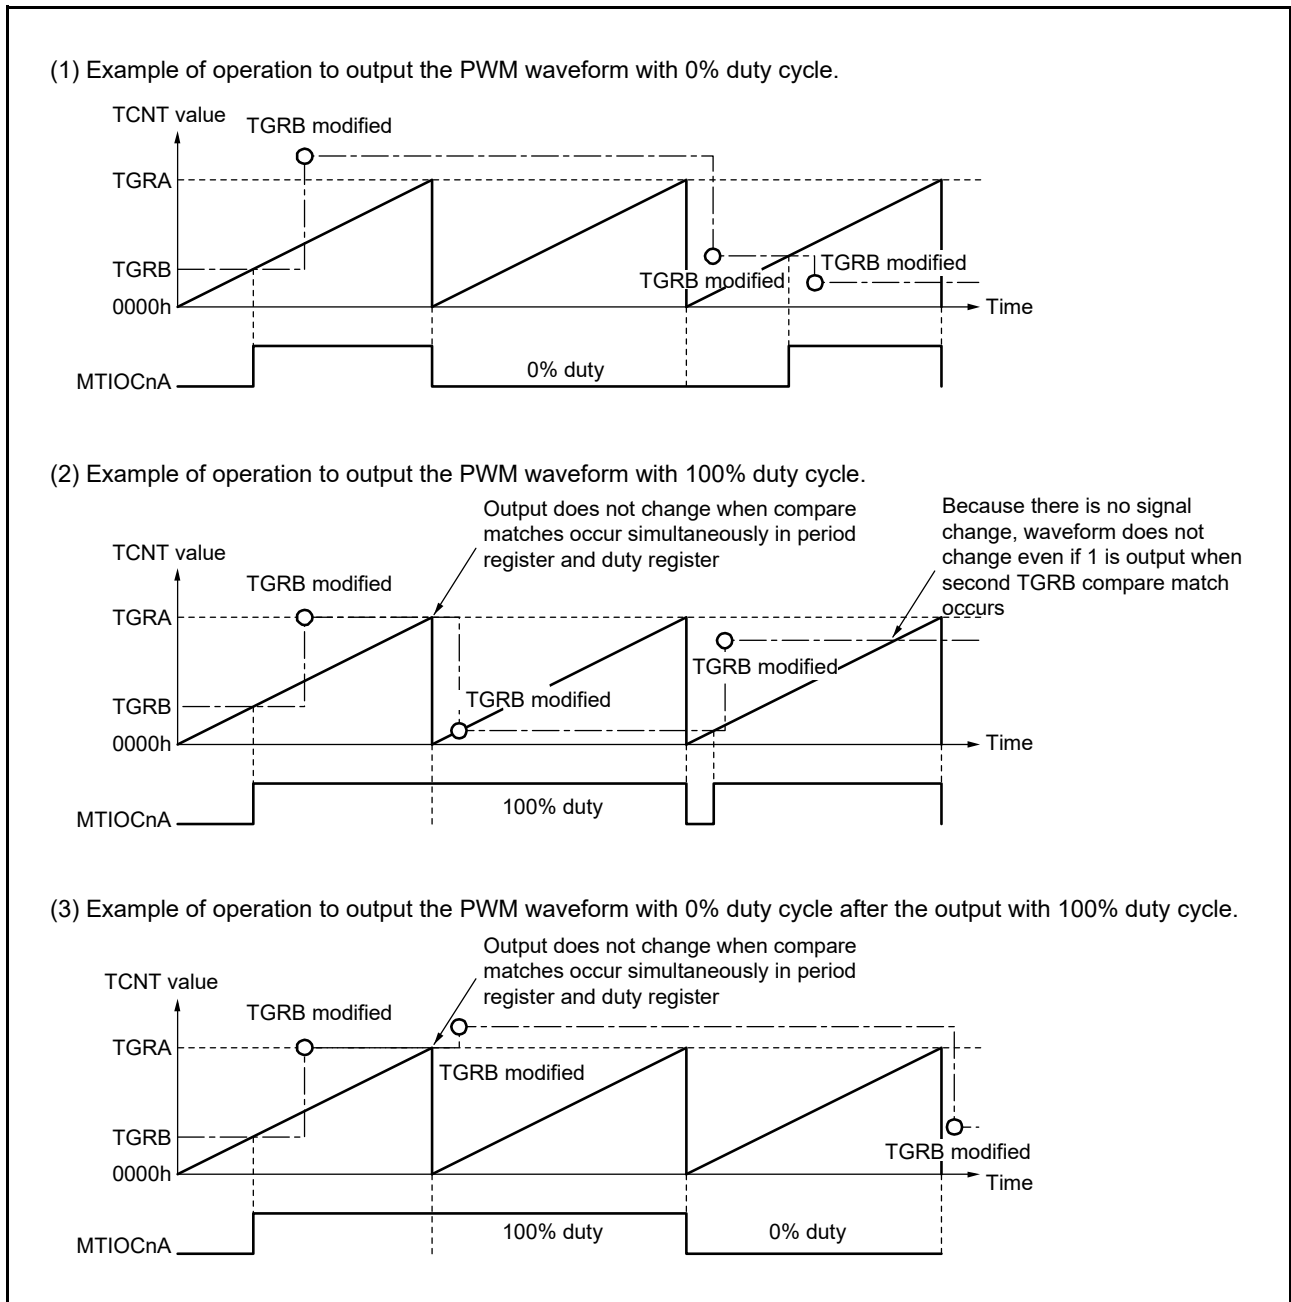 (1) Example of operation to output the PWM waveform with 0% duty cycle.
TCNT value
TGRB modified
TGRA
TGRB
TGRB modified
TGRB modified
0000h
Time
0% duty
MTIOCnA
(2) Example of operation to output the PWM waveform with 100% duty cycle.
Output does not change when compare
matches occur simultaneously in period
register and duty register
Because there is no signal
change, waveform does not
change even if 1 is output when
second TGRB compare match
occurs
TCNT value
TGRB modified
TGRA
TGRB modified
TGRB modified
TGRB
0000h
Time
100% duty
MTIOCnA
(3) Example of operation to output the PWM waveform with 0% duty cycle after the output with 100% duty cycle.
Output does not change when compare
matches occur simultaneously in period
register and duty register
TCNT value
TGRB modified
TGRA
TGRB modified
TGRB
TGRB modified
0000h
Time
100% duty
0% duty
MTIOCnA